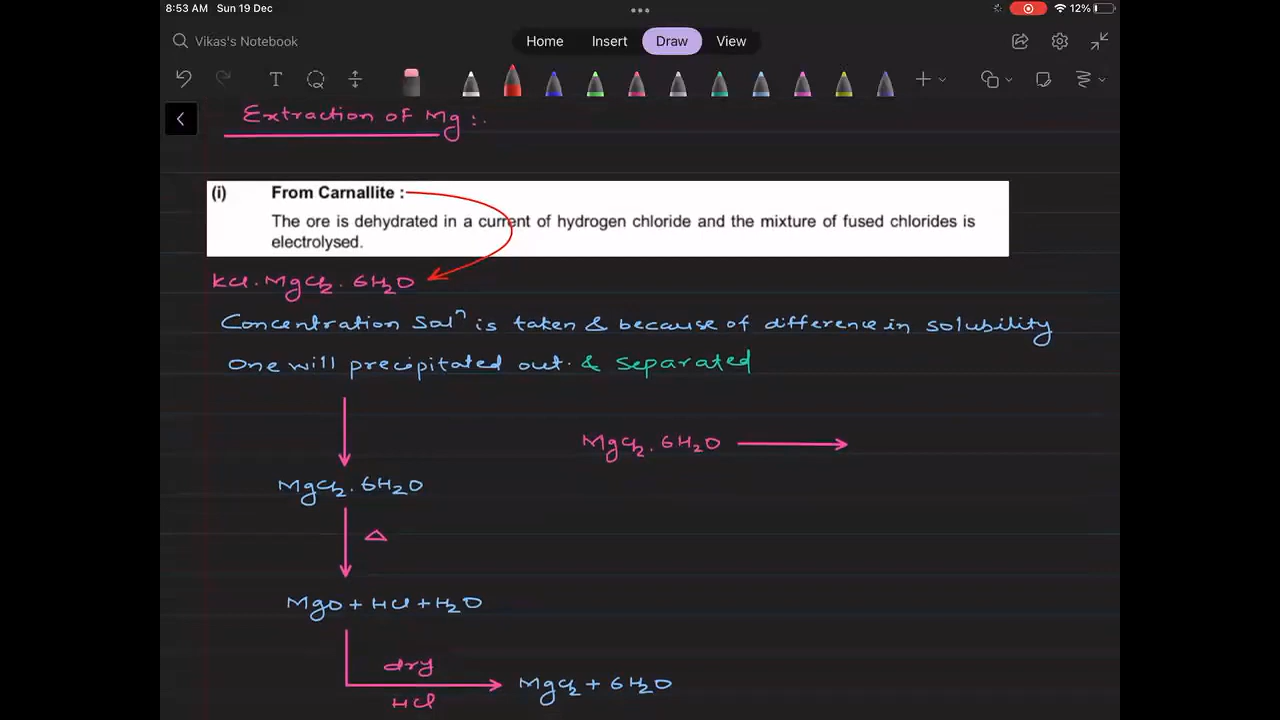 8:53 AM Sun 19 Dec
12%
Vikas's Notebook
Home Insert Draw View
T
Extraction of Mg :.
(i) From Carnallite :
The ore is dehydrated in a current of hydrogen chloride and the mixture of fused chlorides is
electrolysed.
KCl.MgCl₂.6H₂O
Concentration Solⁿ is taken & because of difference in solubility
One will precipitated out. & Separated
MgCl₂.6H₂O →
MgCl₂.6H₂O
Δ
MgO + HCl + H₂O
dry
HCl
MgCl₂ + 6H₂O